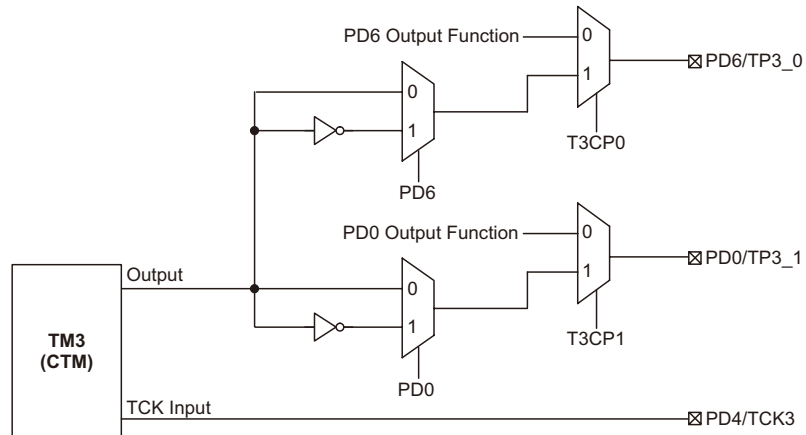 PD6 Output Function
0
1
PD6/TP3_0
0
1
T3CP0
PD6
PD0 Output Function
0
1
PD0/TP3_1
Output
0
1
T3CP1
TM3
(CTM)
PD0
TCK Input
PD4/TCK3